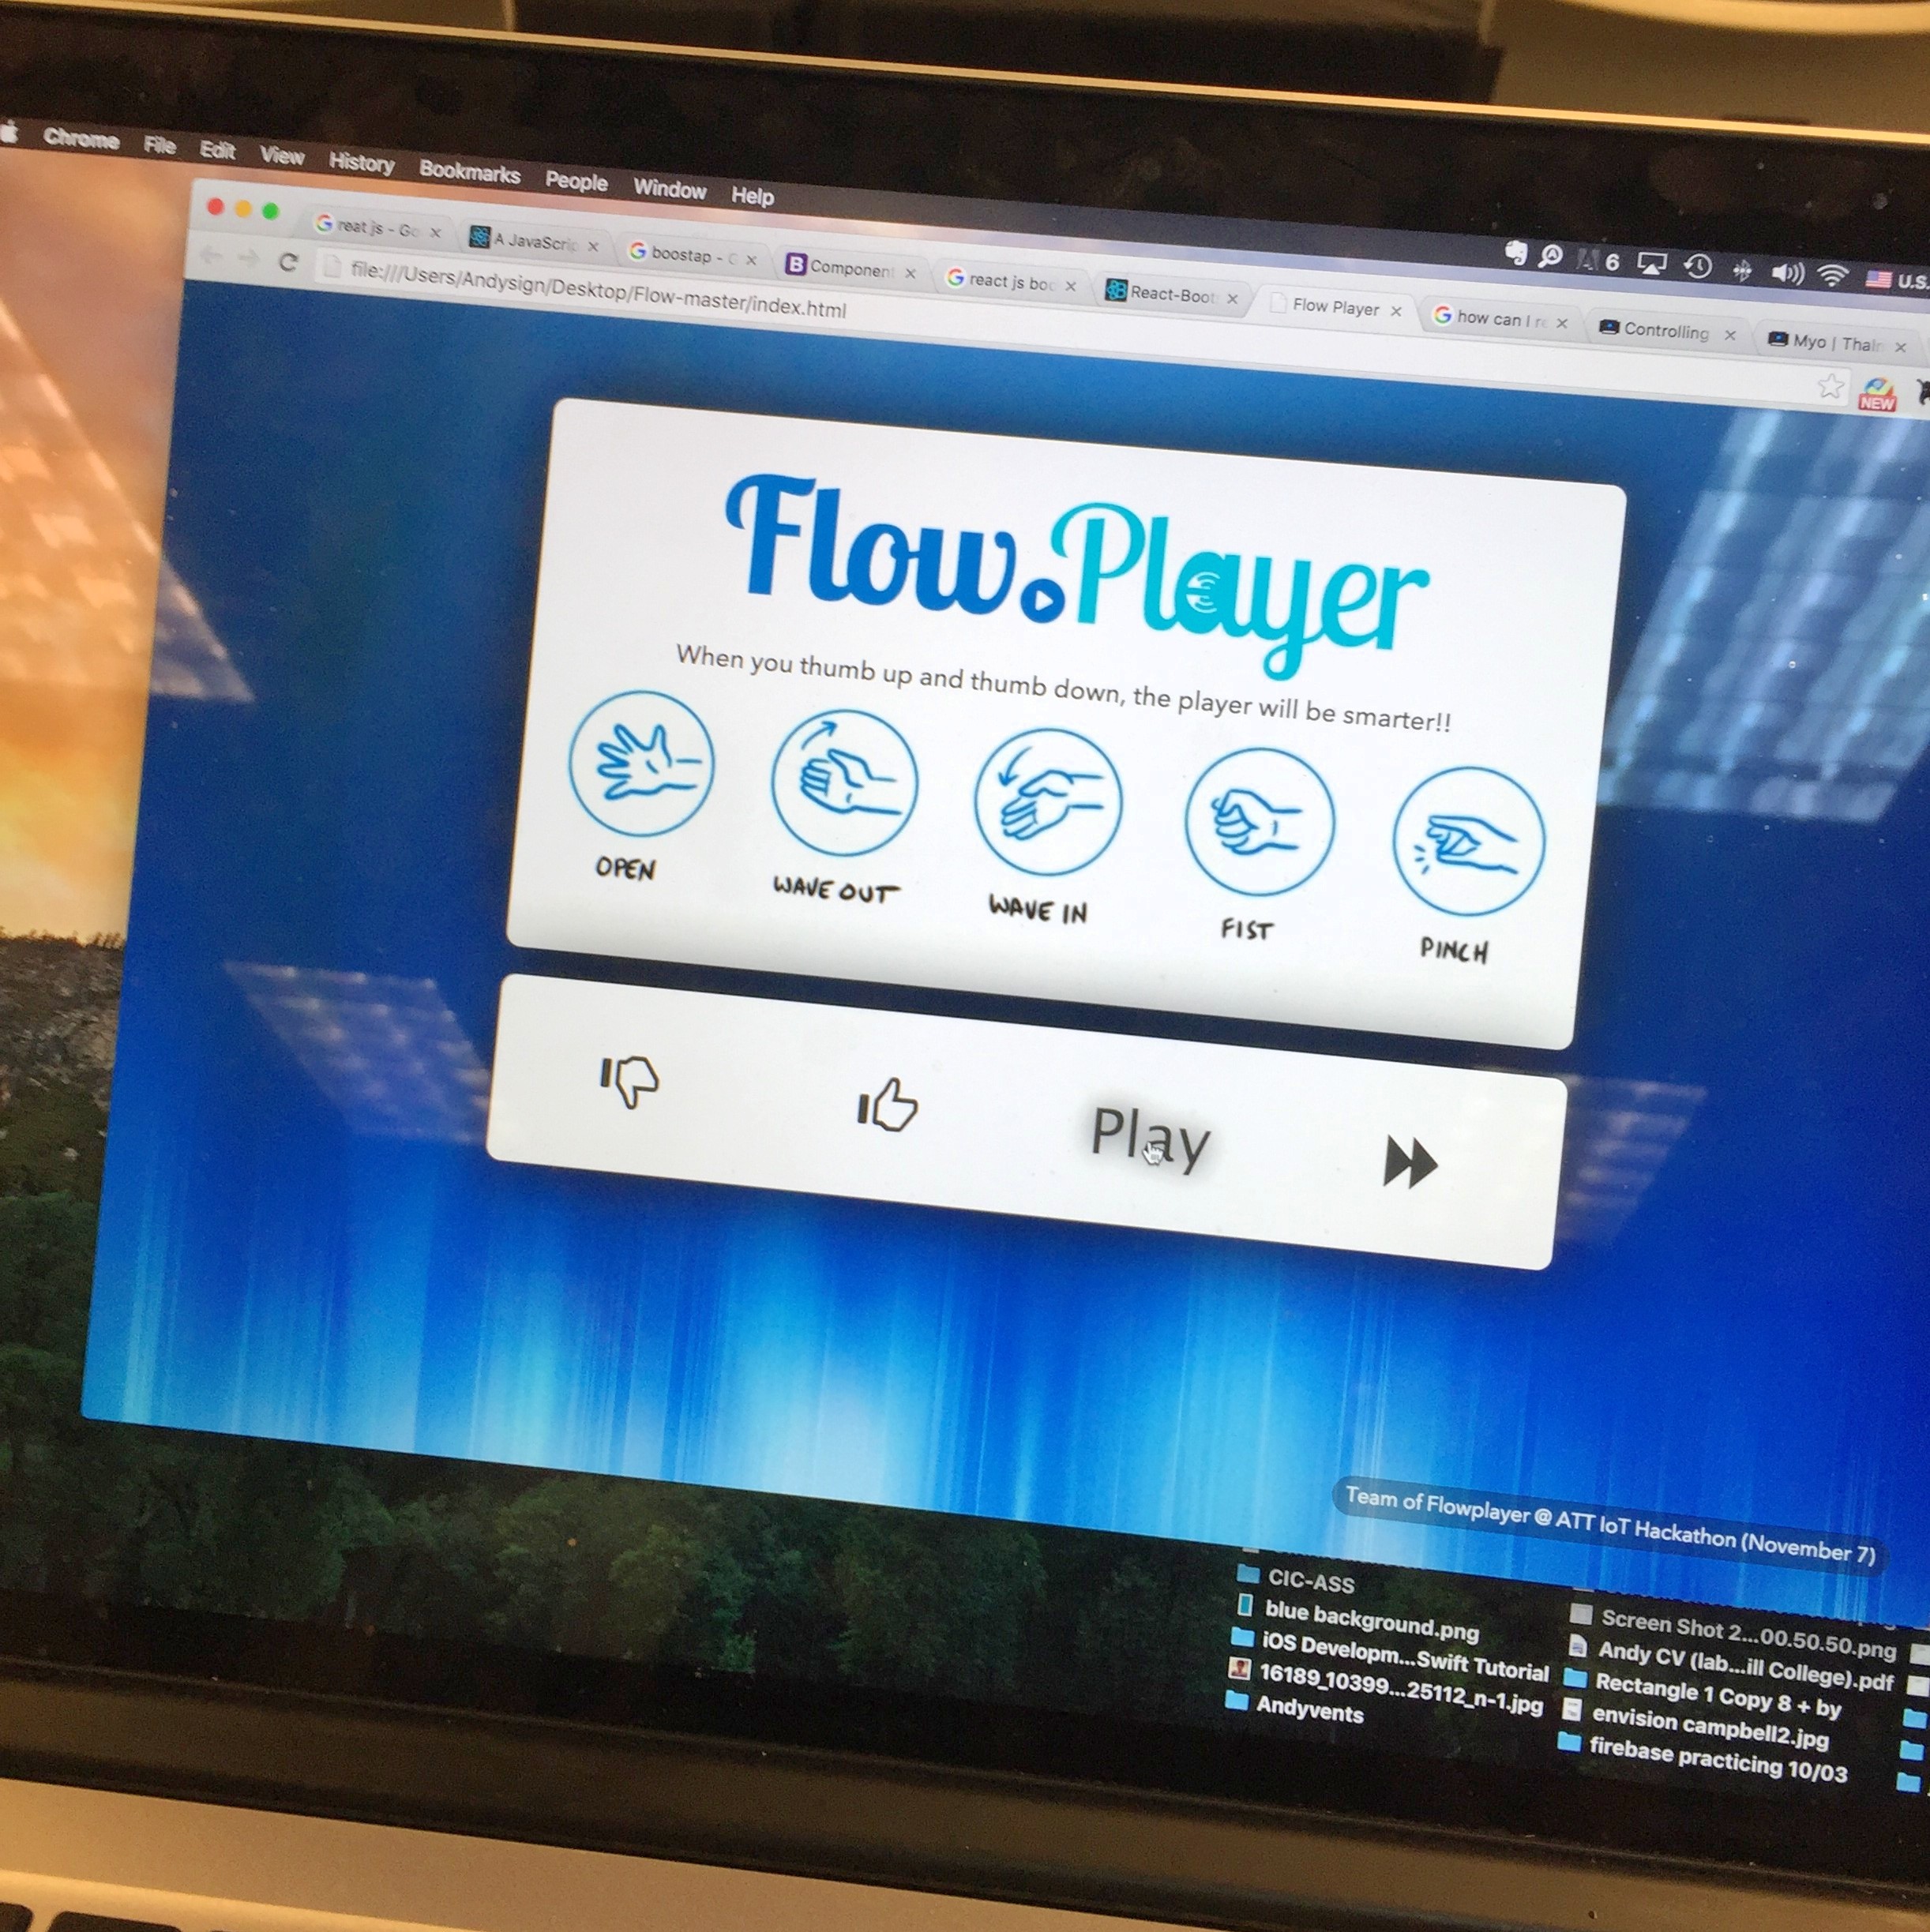 Chrome File Edit View History Bookmarks People Window Help
6 U.S.
reat js - Go
A JavaScrip
boostap - G
Component
react js boo
React-Boot
Flow Player
how can I re
Controlling
Myo | Thalm
file:///Users/Andysign/Desktop/Flow-master/index.html
NEW
Flow.Player
When you thumb up and thumb down, the player will be smarter!!
OPEN
WAVE OUT
WAVE IN
FIST
PINCH
Play
Team of Flowplayer @ ATT IoT Hackathon (November 7)
CIC-ASS
blue background.png
iOS Developm...Swift Tutorial
16189_10399...25112_n-1.jpg
Andyvents
Screen Shot 2...00.50.50.png
Andy CV (lab...ill College).pdf
Rectangle 1 Copy 8 + by
envision campbell2.jpg
firebase practicing 10/03